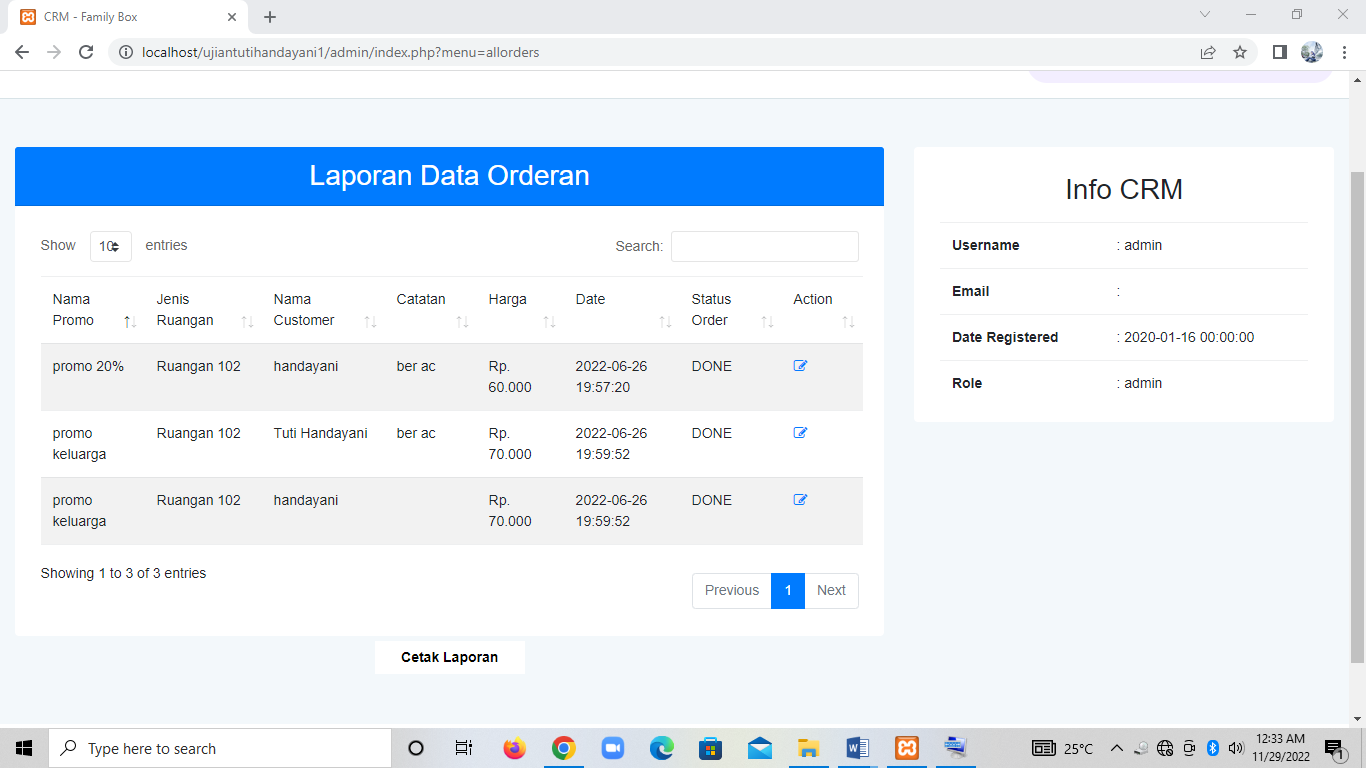 CRM - Family Box
localhost/ujiantutihandayani1/admin/index.php?menu=allorders
Laporan Data Orderan
Show 10 entries
Search:
Nama Promo
Jenis Ruangan
Nama Customer
Catatan
Harga
Date
Status Order
Action
promo 20% Ruangan 102 handayani ber ac Rp. 60.000 2022-06-26 19:57:20 DONE
promo keluarga Ruangan 102 Tuti Handayani ber ac Rp. 70.000 2022-06-26 19:59:52 DONE
promo keluarga Ruangan 102 handayani Rp. 70.000 2022-06-26 19:59:52 DONE
Showing 1 to 3 of 3 entries
Previous 1 Next
Cetak Laporan
Info CRM
Username : admin
Email :
Date Registered : 2020-01-16 00:00:00
Role : admin
Type here to search
25°C
12:33 AM
11/29/2022
1